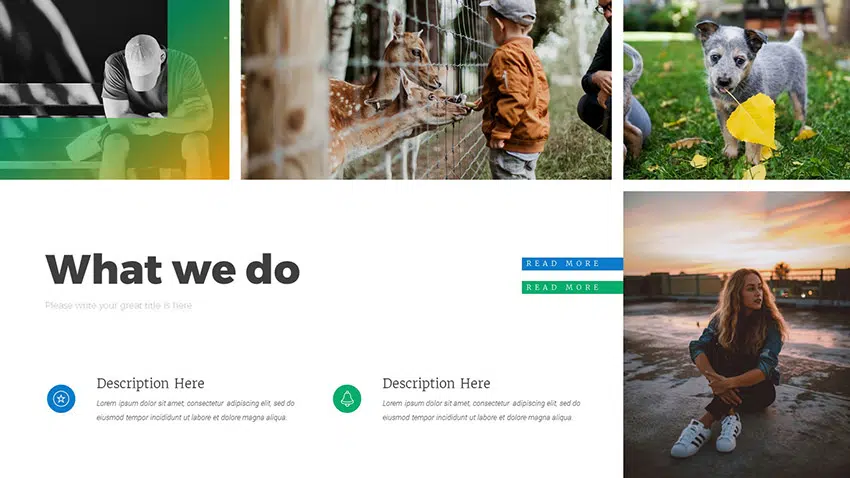 What we do
Please write your great title is here
READ MORE
READ MORE
Description Here
Lorem ipsum dolor sit amet, consectetur adipiscing elit, sed do
eiusmod tempor incididunt ut labore et dolore magna aliqua.
Description Here
Lorem ipsum dolor sit amet, consectetur adipiscing elit, sed do
eiusmod tempor incididunt ut labore et dolore magna aliqua.